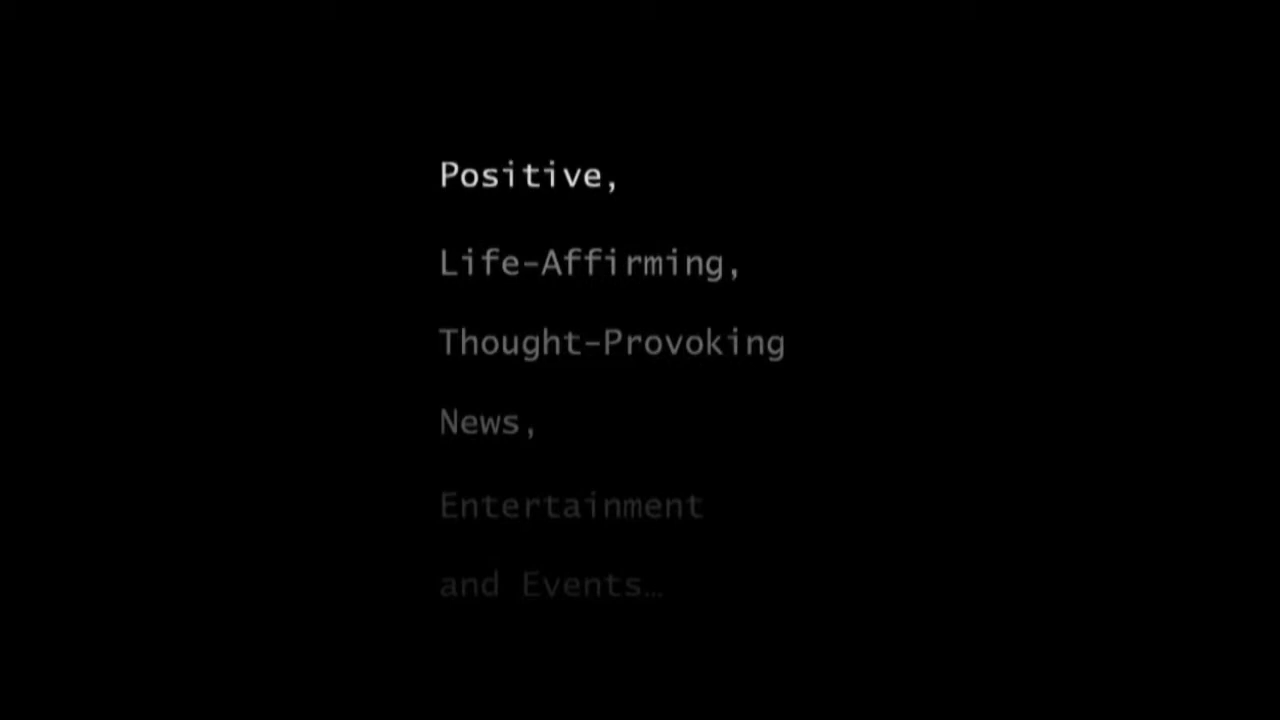 Positive,
Life-Affirming,
Thought-Provoking
News,
Entertainment
and Events…